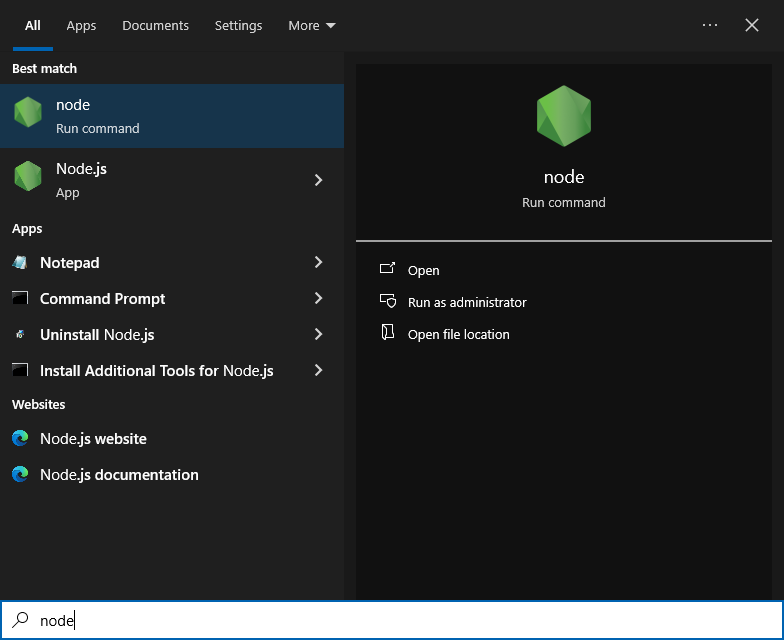 All Apps Documents Settings More
Best match
node
Run command
Node.js
App
Apps
Notepad
Command Prompt
Uninstall Node.js
Install Additional Tools for Node.js
Websites
Node.js website
Node.js documentation
node
Run command
Open
Run as administrator
Open file location
node